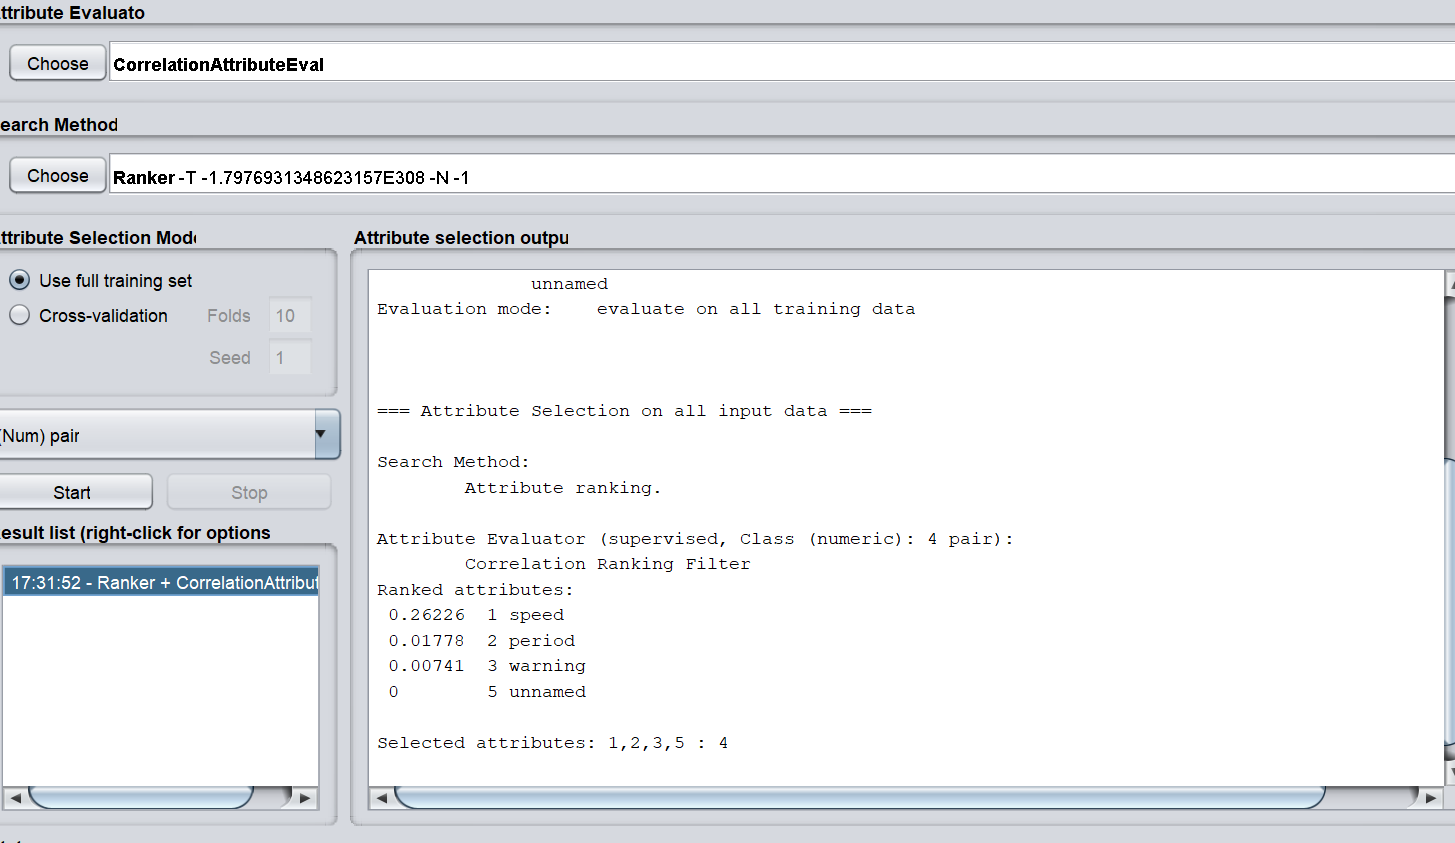 ttribute Evaluato
Choose CorrelationAttributeEval
earch Method
Choose Ranker -T -1.7976931348623157E308 -N -1
ttribute Selection Mod
Attribute selection outpu
Use full training set
Cross-validation Folds 10
Seed 1
(Num) pair
Start Stop
esult list (right-click for options
17:31:52 - Ranker + CorrelationAttribut
unnamed
Evaluation mode: evaluate on all training data
=== Attribute Selection on all input data ===
Search Method:
Attribute ranking.
Attribute Evaluator (supervised, Class (numeric): 4 pair):
Correlation Ranking Filter
Ranked attributes:
0.26226 1 speed
0.01778 2 period
0.00741 3 warning
0 5 unnamed
Selected attributes: 1,2,3,5 : 4